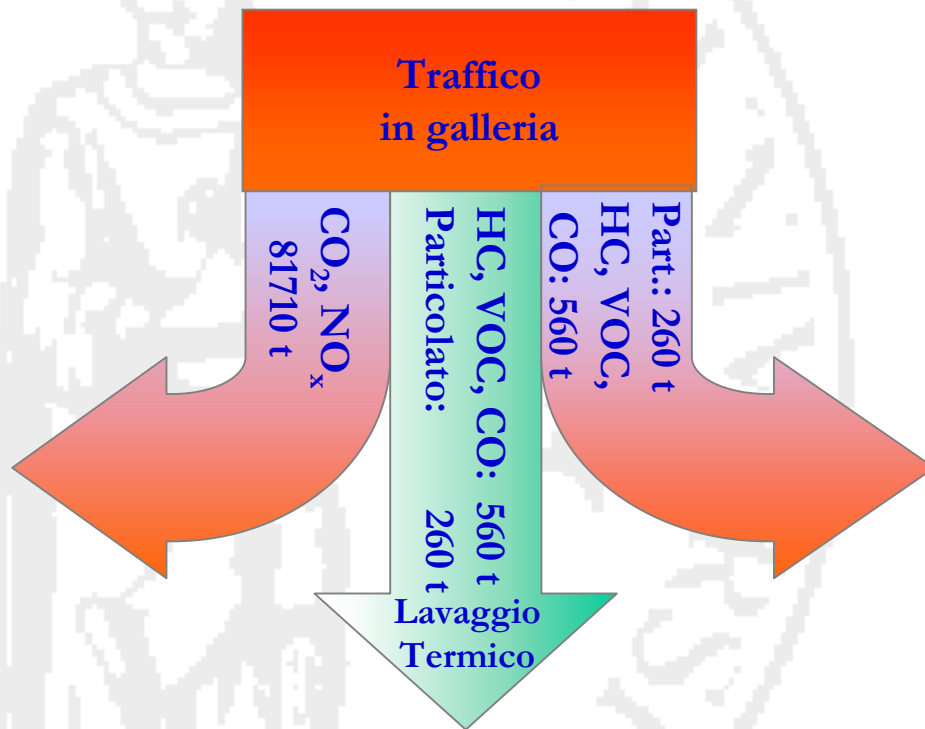 Traffico
in galleria
CO₂, NOₓ
81710 t
HC, VOC, CO: 560 t
Particolato: 260 t
Part.: 260 t
HC, VOC,
CO: 560 t
Lavaggio
Termico